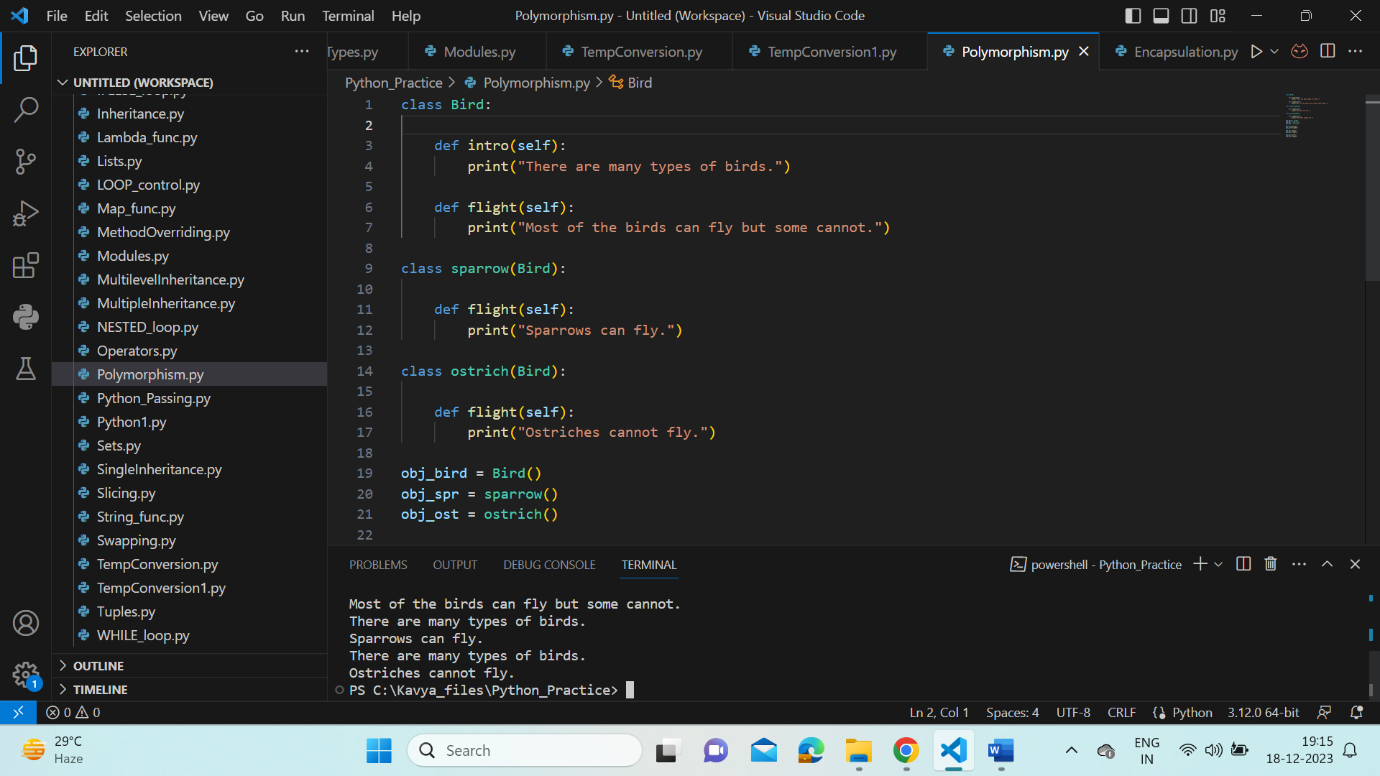 File Edit Selection View Go Run Terminal Help
Polymorphism.py - Untitled (Workspace) - Visual Studio Code
EXPLORER
Types.py
Modules.py
TempConversion.py
TempConversion1.py
Polymorphism.py
Encapsulation.py
UNTITLED (WORKSPACE)
Python_Practice > Polymorphism.py > Bird
Inheritance.py
Lambda_func.py
Lists.py
LOOP_control.py
Map_func.py
MethodOverriding.py
Modules.py
MultilevelInheritance.py
MultipleInheritance.py
NESTED_loop.py
Operators.py
Polymorphism.py
Python_Passing.py
Python1.py
Sets.py
SingleInheritance.py
Slicing.py
String_func.py
Swapping.py
TempConversion.py
TempConversion1.py
Tuples.py
WHILE_loop.py
OUTLINE
TIMELINE
1 class Bird:
2
3 def intro(self):
4 print("There are many types of birds.")
5
6 def flight(self):
7 print("Most of the birds can fly but some cannot.")
8
9 class sparrow(Bird):
10
11 def flight(self):
12 print("Sparrows can fly.")
13
14 class ostrich(Bird):
15
16 def flight(self):
17 print("Ostriches cannot fly.")
18
19 obj_bird = Bird()
20 obj_spr = sparrow()
21 obj_ost = ostrich()
22
PROBLEMS OUTPUT DEBUG CONSOLE TERMINAL
powershell - Python_Practice
Most of the birds can fly but some cannot.
There are many types of birds.
Sparrows can fly.
There are many types of birds.
Ostriches cannot fly.
PS C:\Kavya_files\Python_Practice>
1
0 0
Ln 2, Col 1 Spaces: 4 UTF-8 CRLF Python 3.12.0 64-bit
29°C
Haze
Search
ENG
IN
19:15
18-12-2023